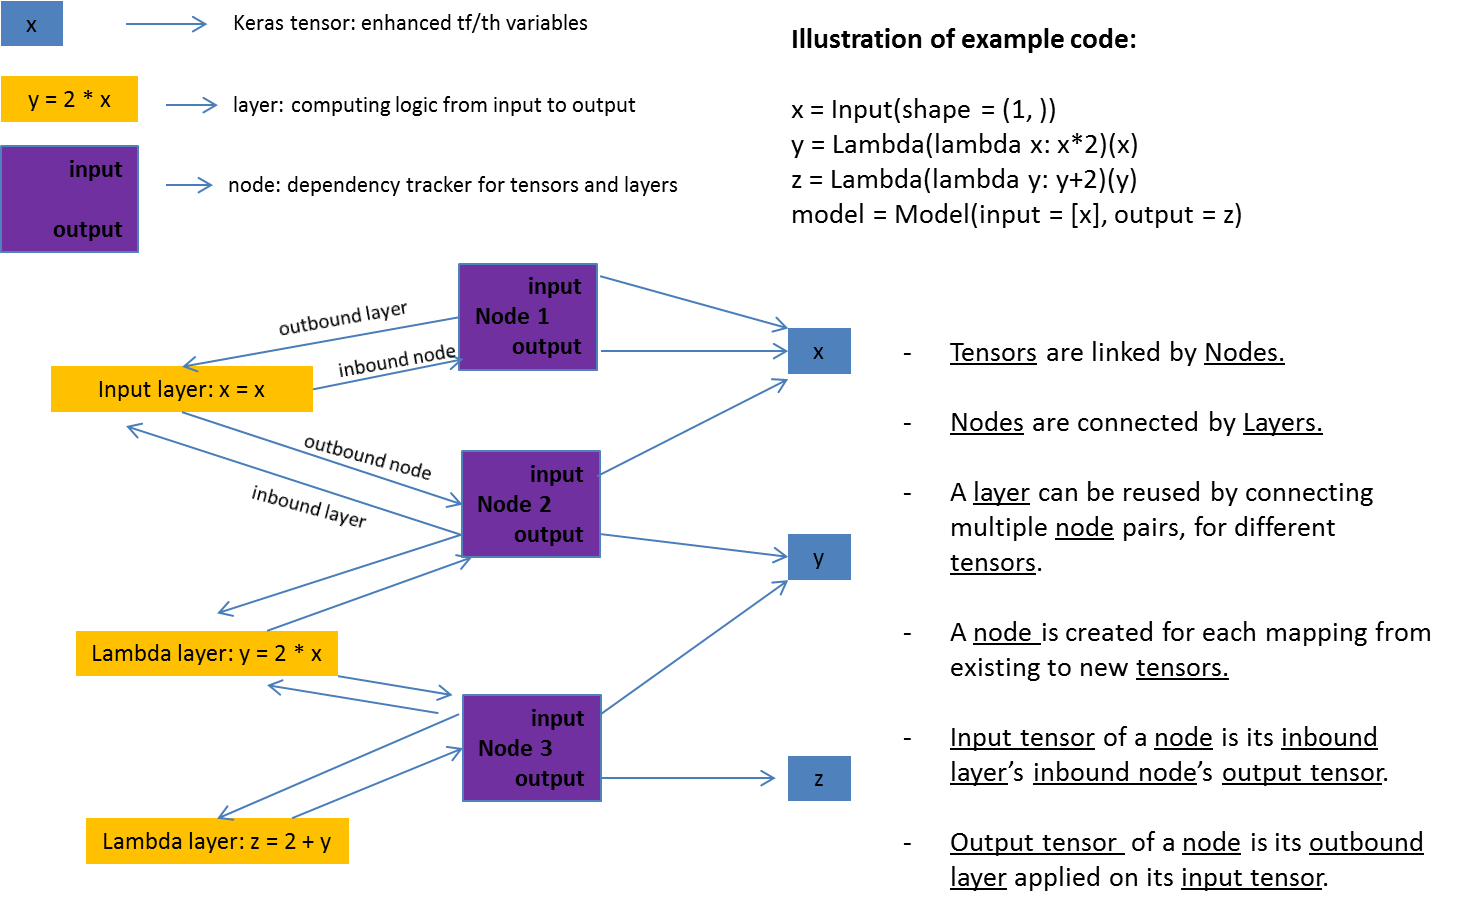 x
Keras tensor: enhanced tf/th variables
y = 2 * x
layer: computing logic from input to output
input
output
node: dependency tracker for tensors and layers
Illustration of example code:
x = Input(shape = (1, ))
y = Lambda(lambda x: x*2)(x)
z = Lambda(lambda y: y+2)(y)
model = Model(input = [x], output = z)
input
Node 1
output
outbound layer
inbound node
Input layer: x = x
x
outbound node
inbound layer
input
Node 2
output
y
Lambda layer: y = 2 * x
input
Node 3
output
z
Lambda layer: z = 2 + y
- Tensors are linked by Nodes.
- Nodes are connected by Layers.
- A layer can be reused by connecting
multiple node pairs, for different
tensors.
- A node is created for each mapping from
existing to new tensors.
- Input tensor of a node is its inbound
layer's inbound node's output tensor.
- Output tensor of a node is its outbound
layer applied on its input tensor.